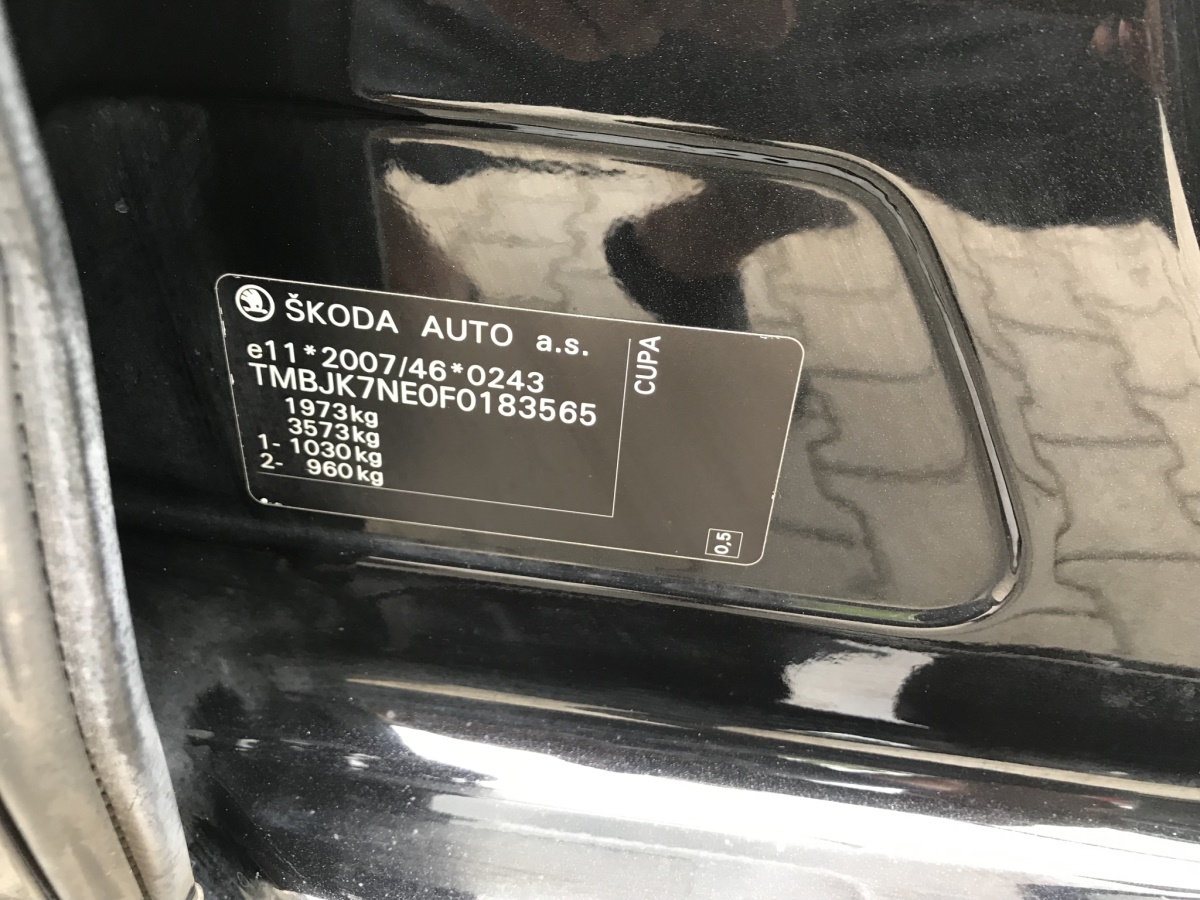 ŠKODA AUTO a.s.
e11*2007/46*0243
TMBJK7NE0F0183565
1973kg
3573kg
1- 1030kg
2- 960kg
CUPA
0,5